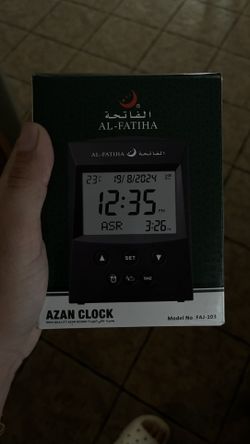 الفاتحة
AL-FATIHA
AL-FATIHA الفاتحة
23: 19/8/2024
12:35
ASR 3:26
SET
AZAN CLOCK
Model No. FAJ-103